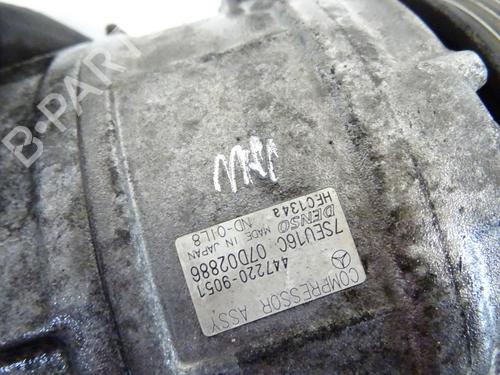 COMPRESSOR ASSY
447220-9051
7SEU16C 07D02886
DENSO MADE IN JAPAN
HFC134a ND-OIL8
B-PARTS